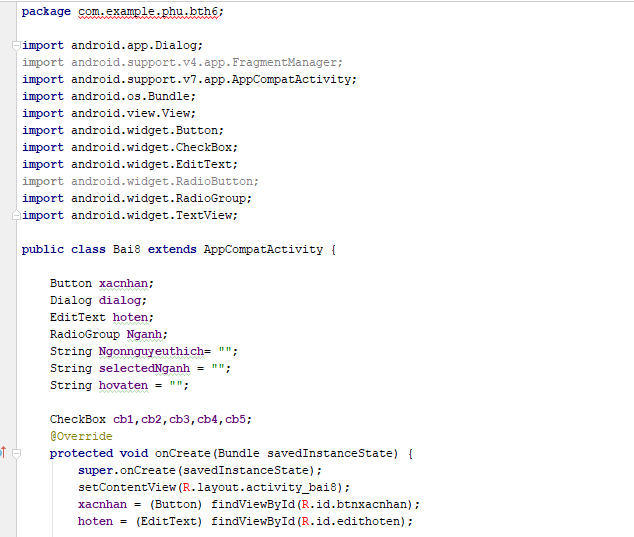 package com.example.phu.bth6;
import android.app.Dialog;
import android.support.v4.app.FragmentManager;
import android.support.v7.app.AppCompatActivity;
import android.os.Bundle;
import android.view.View;
import android.widget.Button;
import android.widget.CheckBox;
import android.widget.EditText;
import android.widget.RadioButton;
import android.widget.RadioGroup;
import android.widget.TextView;
public class Bai8 extends AppCompatActivity {
Button xacnhan;
Dialog dialog;
EditText hoten;
RadioGroup Nganh;
String Ngonnguyeuthich= "";
String selectedNganh = "";
String hovaten = "";
CheckBox cb1,cb2,cb3,cb4,cb5;
@Override
protected void onCreate(Bundle savedInstanceState) {
super.onCreate(savedInstanceState);
setContentView(R.layout.activity_bai8);
xacnhan = (Button) findViewById(R.id.btnxacnhan);
hoten = (EditText) findViewById(R.id.edithoten);